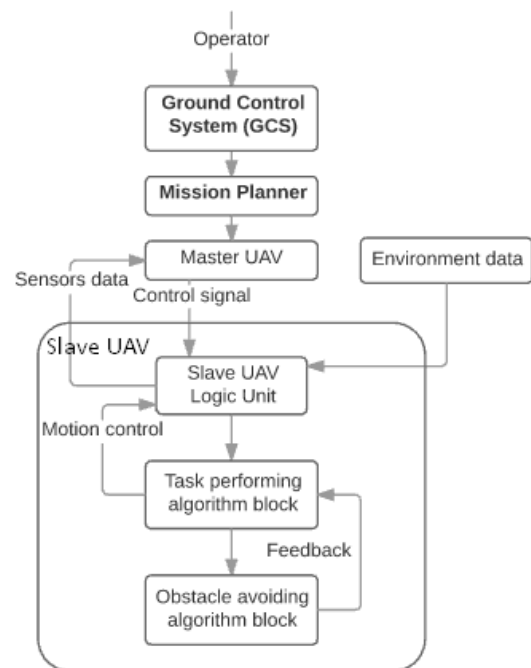 Operator
Ground Control
System (GCS)
Mission Planner
Master UAV
Environment data
Sensors data
Control signal
Slave UAV
Slave UAV
Logic Unit
Motion control
Task performing
algorithm block
Feedback
Obstacle avoiding
algorithm block